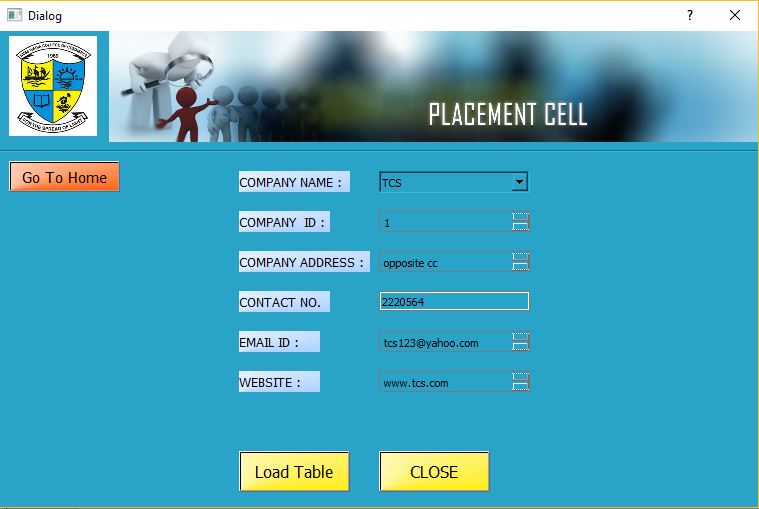 Dialog
1965
PLACEMENT CELL
Go To Home
COMPANY NAME :
TCS
COMPANY ID :
1
COMPANY ADDRESS :
opposite cc
CONTACT NO.
2220564
EMAIL ID :
tcs123@yahoo.com
WEBSITE :
www.tcs.com
Load Table
CLOSE